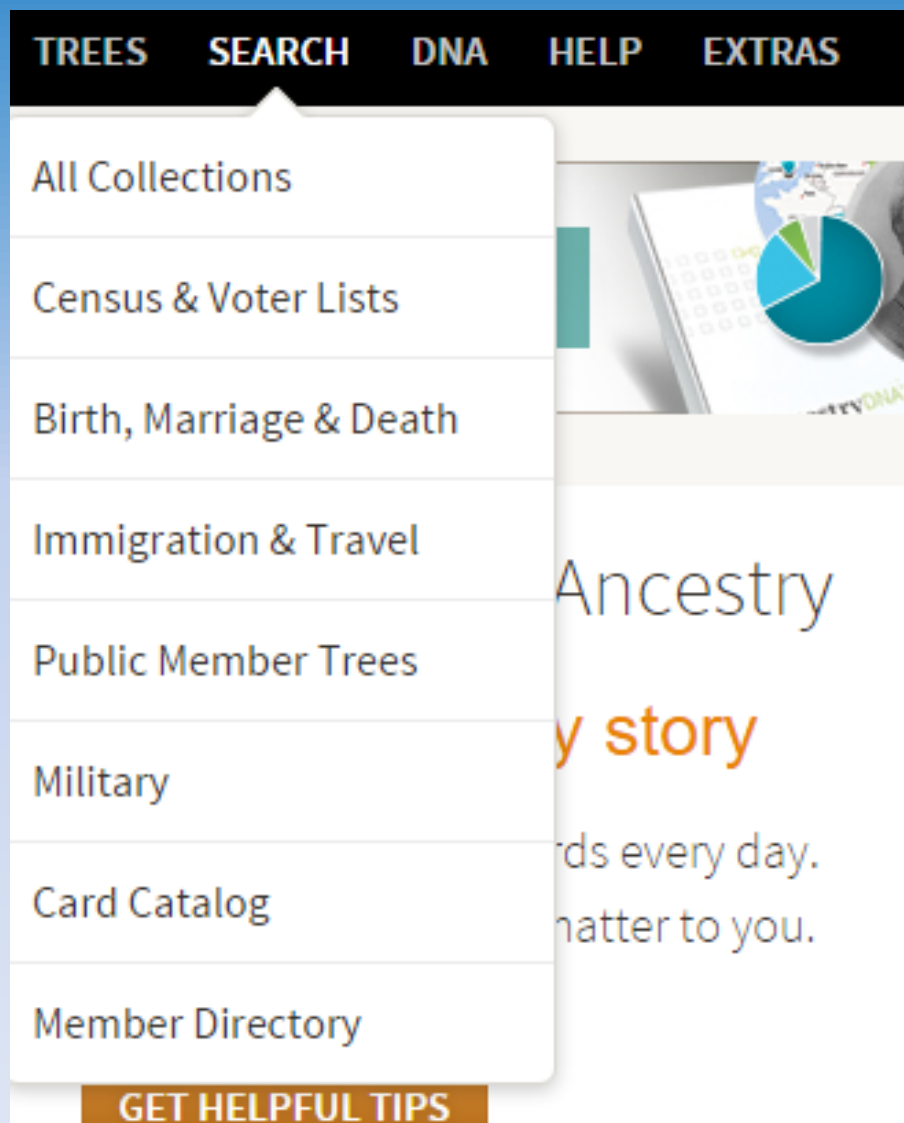 TREES SEARCH DNA HELP EXTRAS
All Collections
Census & Voter Lists
Birth, Marriage & Death
Immigration & Travel
Public Member Trees
Military
Card Catalog
Member Directory
Ancestry
y story
rds every day.
natter to you.
GET HELPFUL TIPS